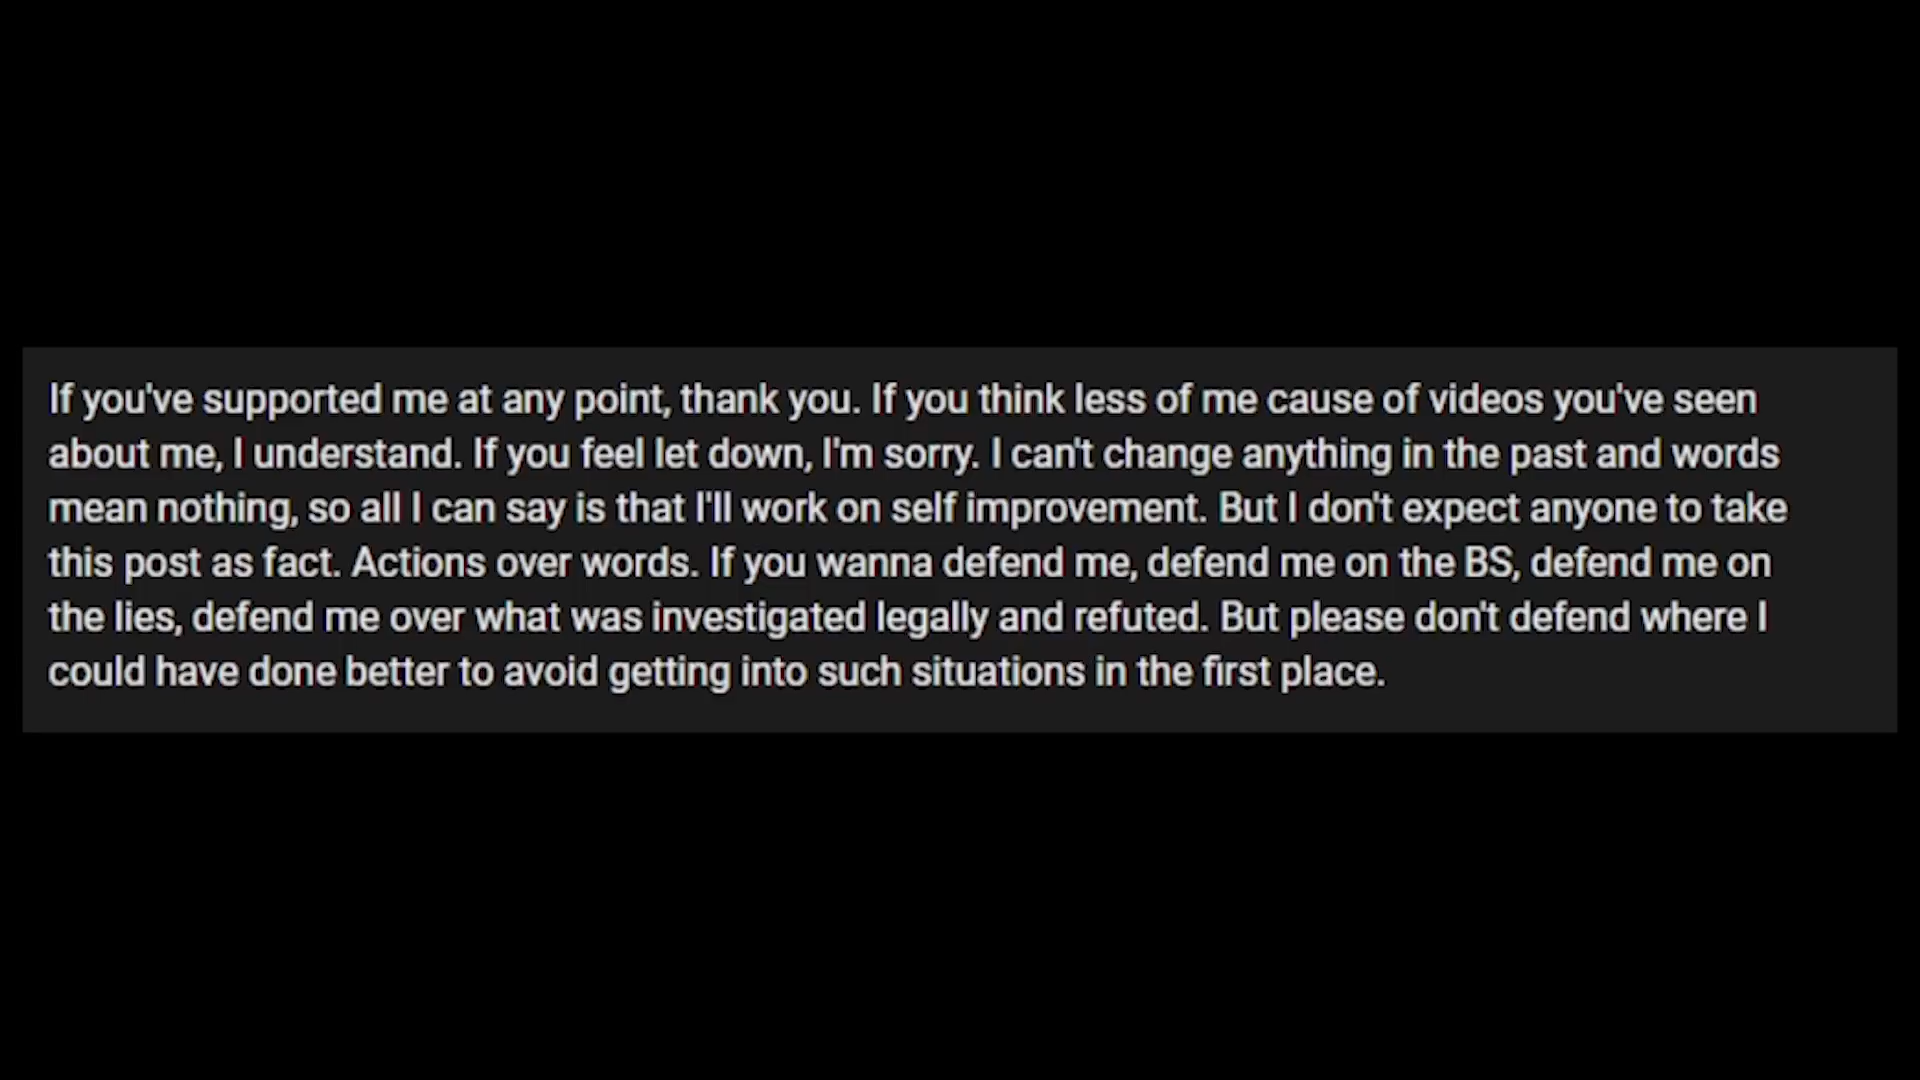 If you've supported me at any point, thank you. If you think less of me cause of videos you've seen
about me, I understand. If you feel let down, I'm sorry. I can't change anything in the past and words
mean nothing, so all I can say is that I'll work on self improvement. But I don't expect anyone to take
this post as fact. Actions over words. If you wanna defend me, defend me on the BS, defend me on
the lies, defend me over what was investigated legally and refuted. But please don't defend where I
could have done better to avoid getting into such situations in the first place.